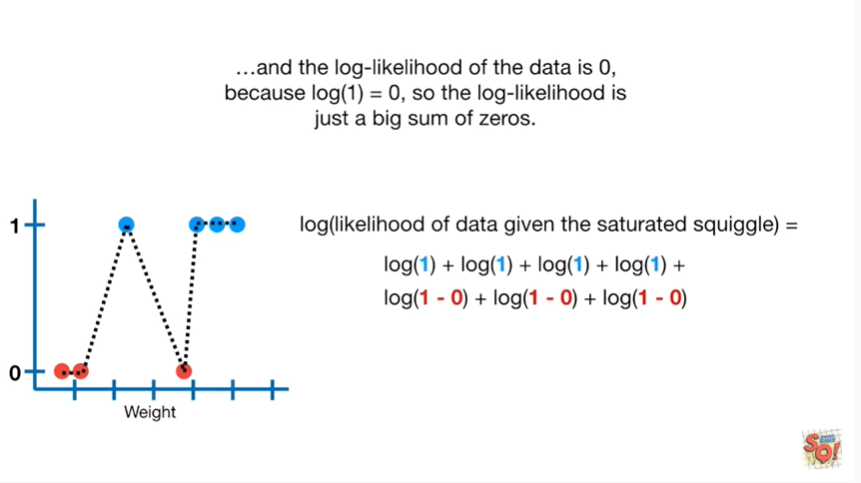 …and the log-likelihood of the data is 0,
because log(1) = 0, so the log-likelihood is
just a big sum of zeros.
1
0
Weight
log(likelihood of data given the saturated squiggle) =
log(1) + log(1) + log(1) + log(1) +
log(1 - 0) + log(1 - 0) + log(1 - 0)
SQ!